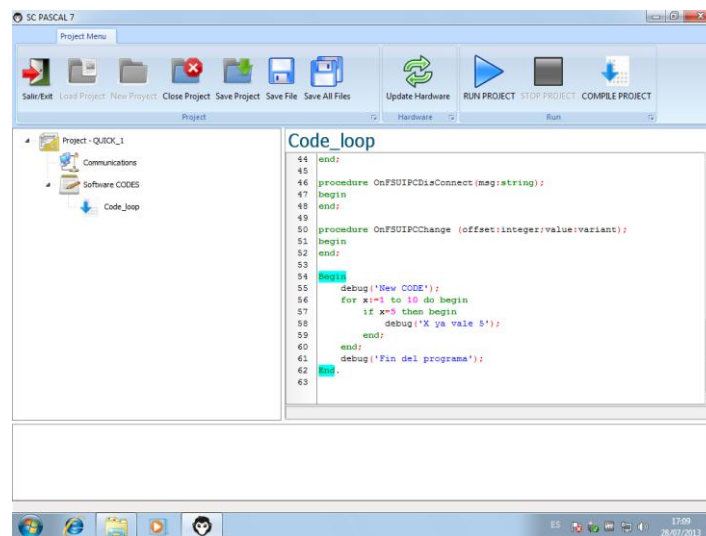 SC PASCAL 7
Project Menu
Salir/Exit Load Project New Proyect Close Project Save Project Save File Save All Files Update Hardware RUN PROJECT STOP PROJECT COMPILE PROJECT
Project Hardware Run
Project - QUICK_1
Communications
Software CODES
Code_loop
Code_loop
44 end;
45
46 procedure OnFSUIPCDisConnect(msg:string);
47 begin
48 end;
49
50 procedure OnFSUIPCChange (offset:integer;value:variant);
51 begin
52 end;
53
54 Begin
55 debug('New CODE');
56 for x:=1 to 10 do begin
57 if x=5 then begin
58 debug('X ya vale 5');
59 end;
60 end;
61 debug('Fin del programa');
62 End.
63
ES 17:09
28/07/2013